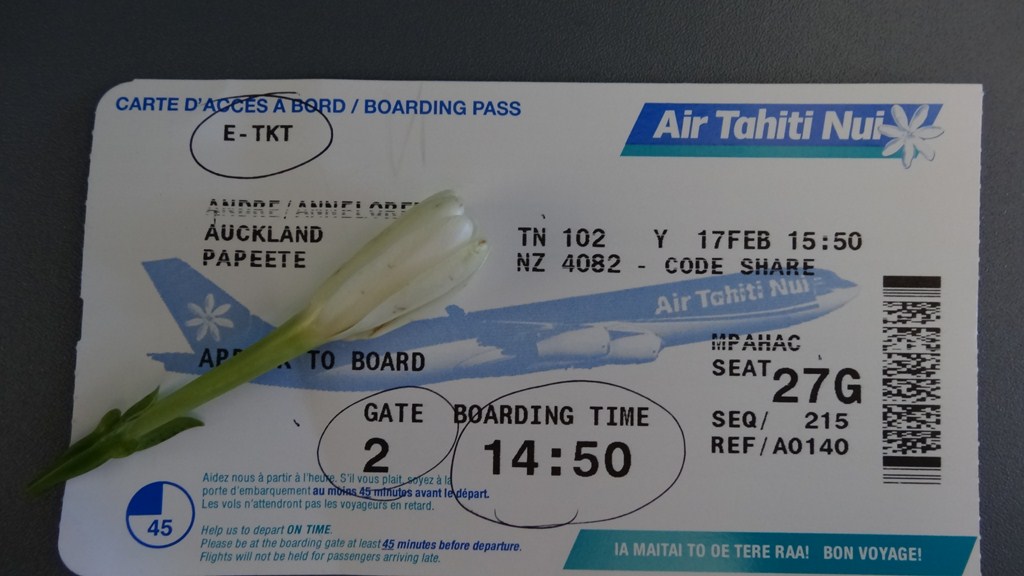 CARTE D'ACCES A BORD / BOARDING PASS
E-TKT
Air Tahiti Nui
AUCKLAND
PAPEETE
TN 102 Y 17FEB 15:50
NZ 4082 - CODE SHARE
Air Tahiti Nui
TO BOARD
MPAHAC
SEAT 27G
GATE BOARDING TIME
2 14:50
SEQ/ 215
REF/A0140
45
Aidez nous à partir à l'heure. S'il vous plait, soyez à la
porte d'embarquement au moins 45 minutes avant le départ.
Les vols n'attendront pas les voyageurs en retard.
Help us to depart ON TIME.
Please be at the boarding gate at least 45 minutes before departure.
Flights will not be held for passengers arriving late.
IA MAITAI TO OE TERE RAA! BON VOYAGE!